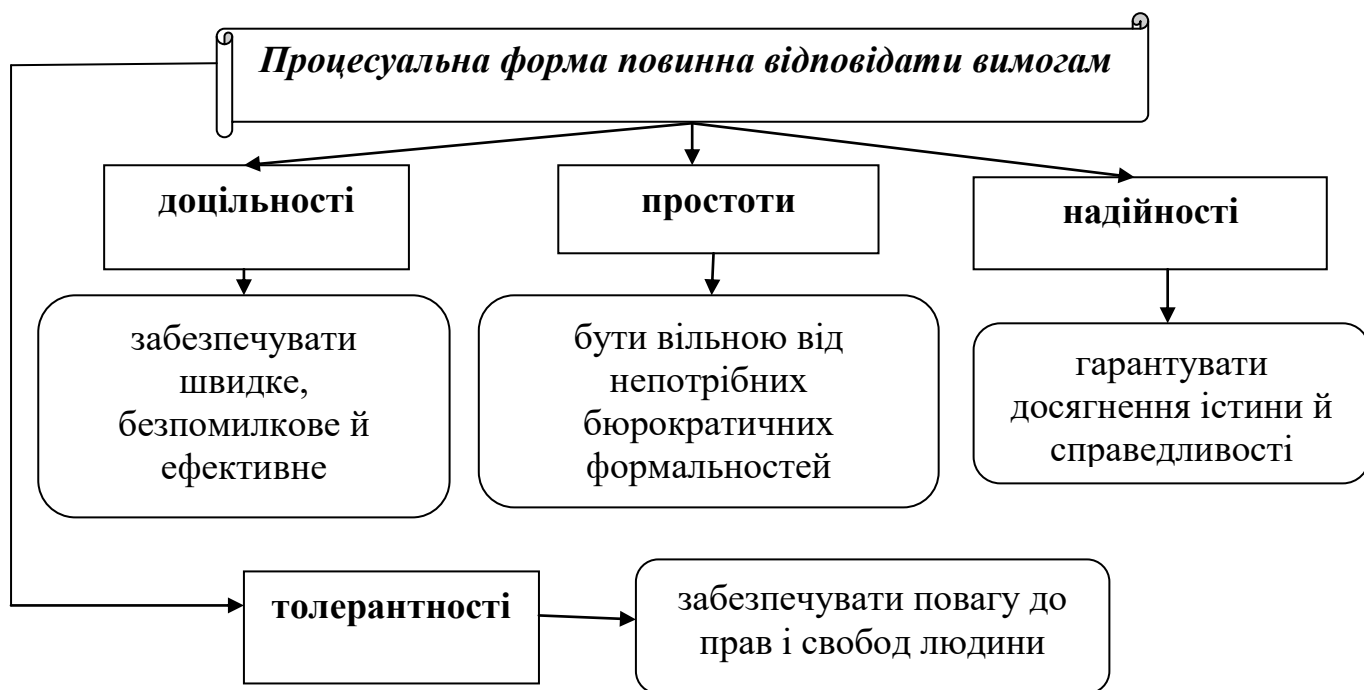 Процесуальна форма повинна відповідати вимогам
доцільності
простоти
надійності
забезпечувати
швидке,
безпомилкове й
ефективне
бути вільною від
непотрібних
бюрократичних
формальностей
гарантувати
досягнення істини й
справедливості
толерантності
забезпечувати повагу до
прав і свобод людини